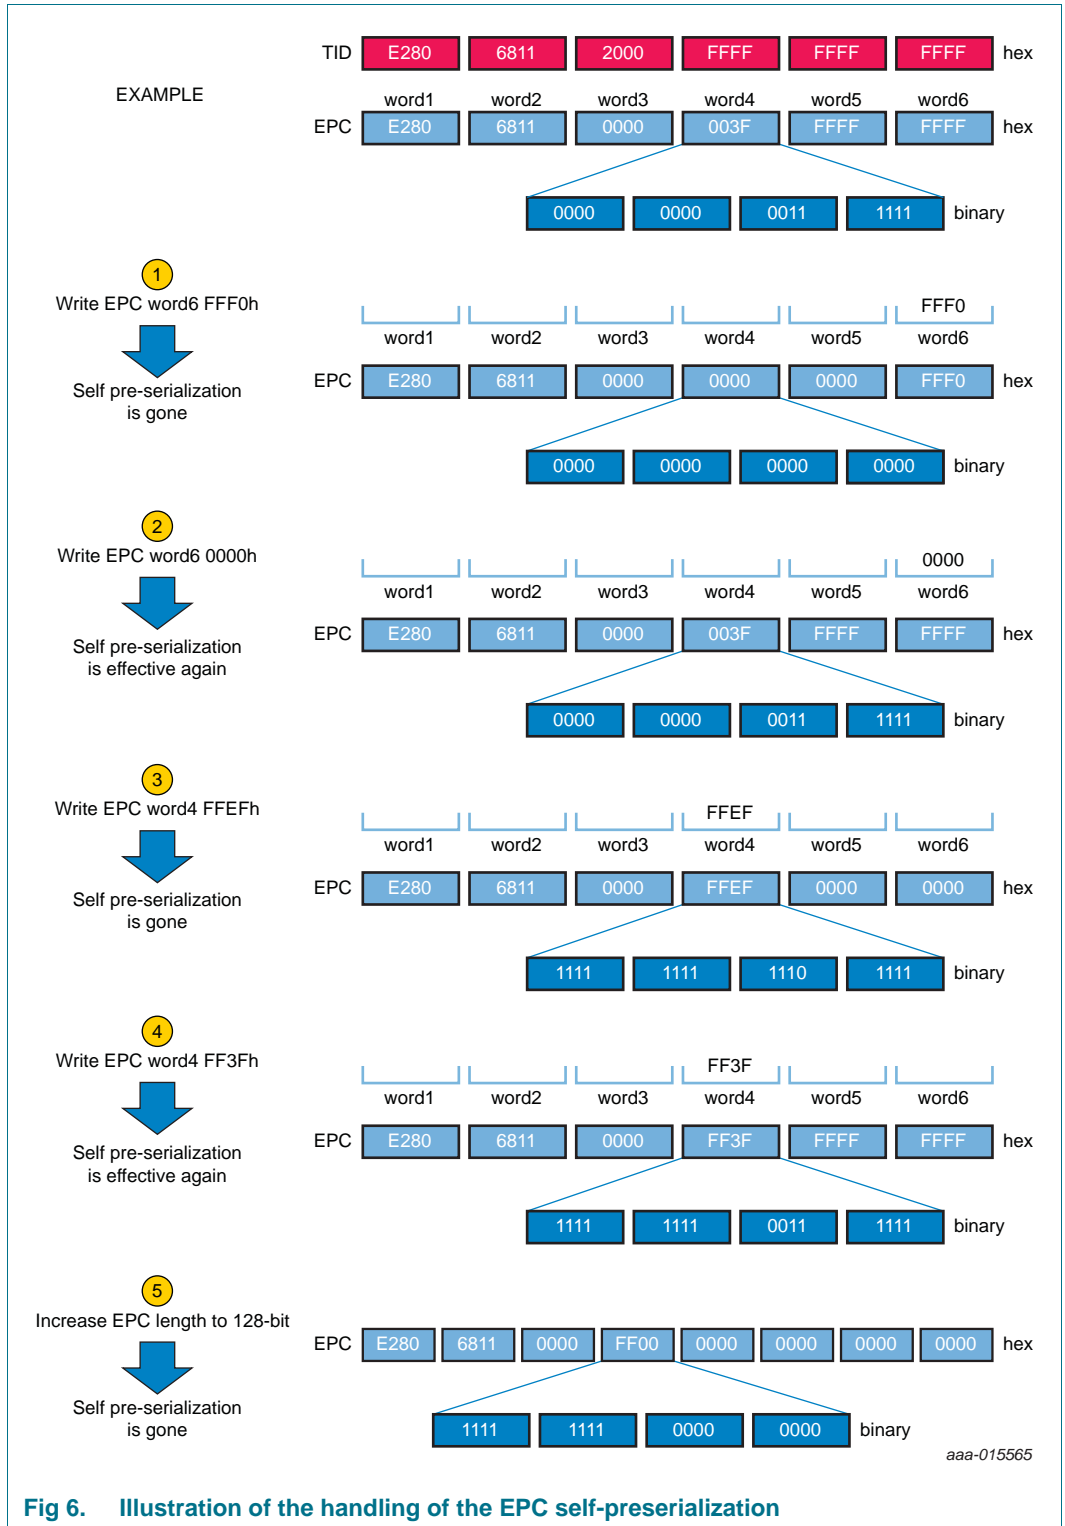 TID E280 6811 2000 FFFF FFFF FFFF hex
EXAMPLE
word1 word2 word3 word4 word5 word6
EPC E280 6811 0000 003F FFFF FFFF hex
0000 0000 0011 1111 binary
1
Write EPC word6 FFF0h
FFF0
word1 word2 word3 word4 word5 word6
EPC E280 6811 0000 0000 0000 FFF0 hex
Self pre-serialization
is gone
0000 0000 0000 0000 binary
2
Write EPC word6 0000h
0000
word1 word2 word3 word4 word5 word6
EPC E280 6811 0000 003F FFFF FFFF hex
Self pre-serialization
is effective again
0000 0000 0011 1111 binary
3
Write EPC word4 FFEFh
FFEF
word1 word2 word3 word4 word5 word6
EPC E280 6811 0000 FFEF 0000 0000 hex
Self pre-serialization
is gone
1111 1111 1110 1111 binary
4
Write EPC word4 FF3Fh
FF3F
word1 word2 word3 word4 word5 word6
EPC E280 6811 0000 FF3F FFFF FFFF hex
Self pre-serialization
is effective again
1111 1111 0011 1111 binary
5
Increase EPC length to 128-bit
EPC E280 6811 0000 FF00 0000 0000 0000 0000 hex
Self pre-serialization
is gone
1111 1111 0000 0000 binary
aaa-015565
Fig 6. Illustration of the handling of the EPC self-preserialization